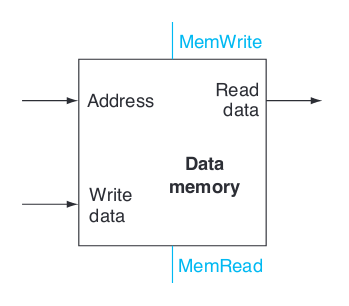 MemWrite
Address
Read
data
Data
memory
Write
data
MemRead